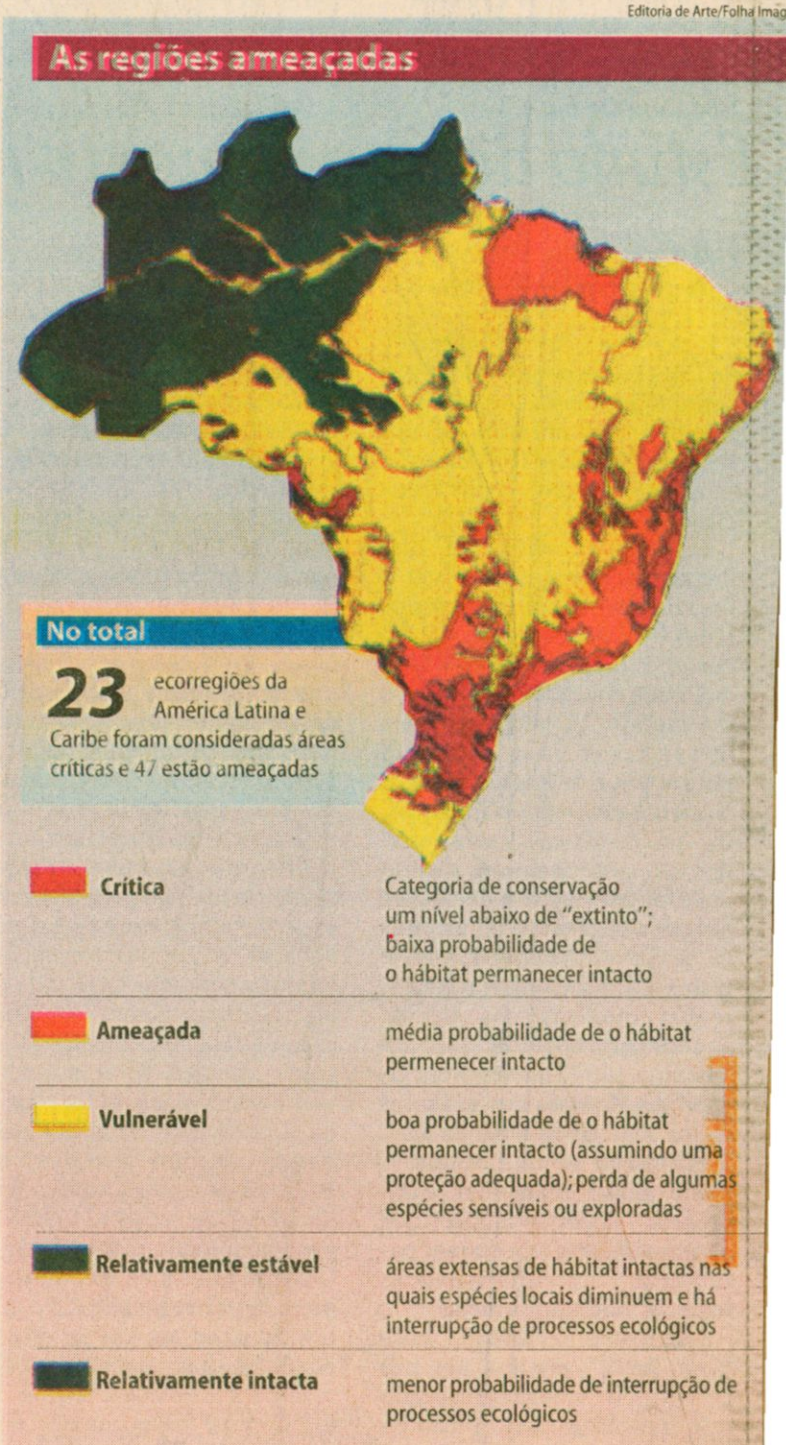 Editoria de Arte/Folha Imag
As regiões ameaçadas
No total
23 ecorregiões da
América Latina e
Caribe foram consideradas áreas
críticas e 47 estão ameaçadas
Crítica
Categoria de conservação
um nível abaixo de “extinto”;
baixa probabilidade de
o hábitat permanecer intacto
Ameaçada
média probabilidade de o hábitat
permenecer intacto
Vulnerável
boa probabilidade de o hábitat
permanecer intacto (assumindo uma
proteção adequada); perda de algumas
espécies sensíveis ou exploradas
Relativamente estável
áreas extensas de hábitat intactas nas
quais espécies locais diminuem e há
interrupção de processos ecológicos
Relativamente intacta
menor probabilidade de interrupção de
processos ecológicos